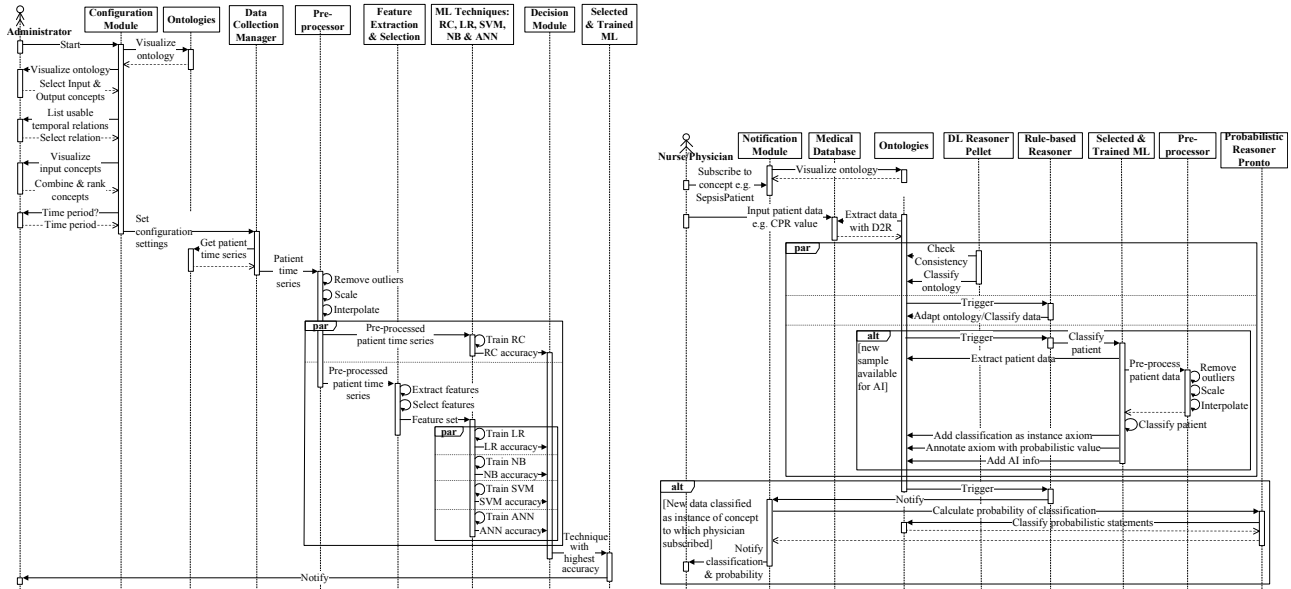 Administrator
Configuration
Module
Ontologies
Data
Collection
Manager
Pre-
processor
Feature
Extraction
& Selection
ML Techniques:
RC, LR, SVM,
NB & ANN
Decision
Module
Selected
& Trained
ML
Start
Visualize
ontology
Visualize ontology
Select Input &
Output concepts
List usable
temporal relations
Select relation
Visualize
input concepts
Combine & rank
concepts
Time period?
Time period
Set
configuration
settings
Get patient
time series
Patient
time
series
Remove outliers
Scale
Interpolate
par
Pre-processed
patient time series
Train RC
RC accuracy
Pre-processed
patient time
series
Extract features
Select features
Feature set
par
Train LR
LR accuracy
Train NB
NB accuracy
Train SVM
SVM accuracy
Train ANN
ANN accuracy
Technique
with
highest
accuracy
Notify
Nurse/Physician
Notification
Module
Medical
Database
Ontologies
DL Reasoner
Pellet
Rule-based
Reasoner
Selected &
Trained ML
Pre-
processor
Probabilistic
Reasoner
Pronto
Subscribe to
concept e.g.
SepsisPatient
Visualize ontology
Input patient data
e.g. CPR value
Extract data
with D2R
par
Check
Consistency
Classify
ontology
Trigger
Adapt ontology/Classify data
alt
[new
sample
available
for AI]
Trigger
Classify
patient
Extract patient data
Pre-process
patient data
Remove
outliers
Scale
Interpolate
Classify patient
Add classification as instance axiom
Annotate axiom with probabilistic value
Add AI info
alt
[New data classified
as instance of concept
to which physician
subscribed]
Trigger
Notify
Calculate probability of classification
Classify probabilistic statements
Notify
classification
& probability